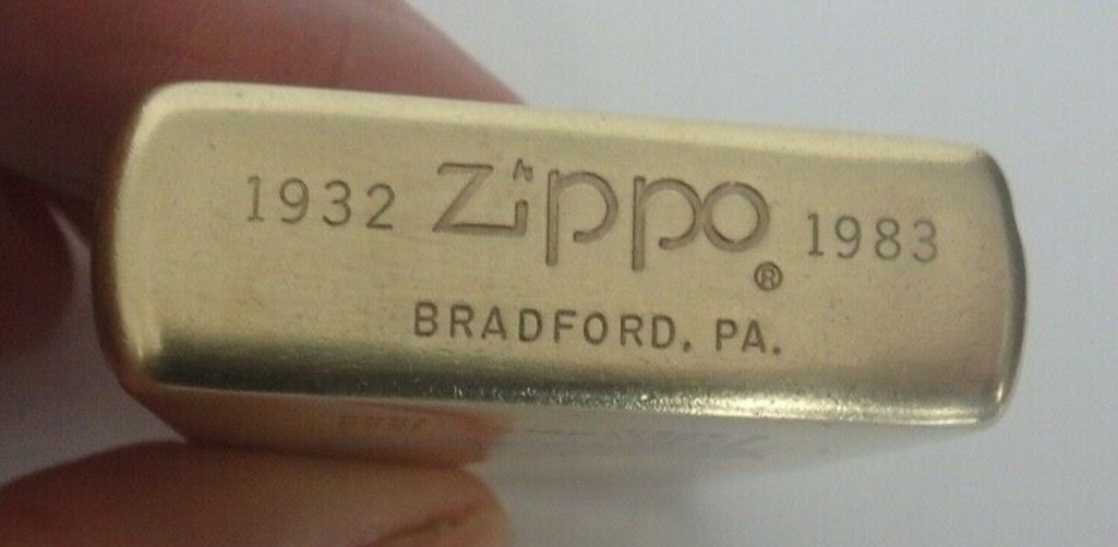 1932 Zippo® 1983
BRADFORD, PA.